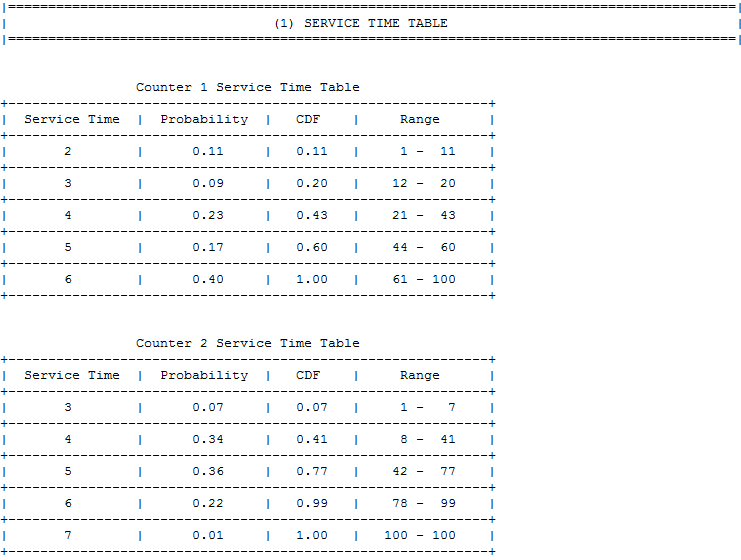 (1) SERVICE TIME TABLE
Counter 1 Service Time Table
| Service Time | Probability | CDF | Range |
| 2 | 0.11 | 0.11 | 1 - 11 |
| 3 | 0.09 | 0.20 | 12 - 20 |
| 4 | 0.23 | 0.43 | 21 - 43 |
| 5 | 0.17 | 0.60 | 44 - 60 |
| 6 | 0.40 | 1.00 | 61 - 100 |
Counter 2 Service Time Table
| Service Time | Probability | CDF | Range |
| 3 | 0.07 | 0.07 | 1 - 7 |
| 4 | 0.34 | 0.41 | 8 - 41 |
| 5 | 0.36 | 0.77 | 42 - 77 |
| 6 | 0.22 | 0.99 | 78 - 99 |
| 7 | 0.01 | 1.00 | 100 - 100 |